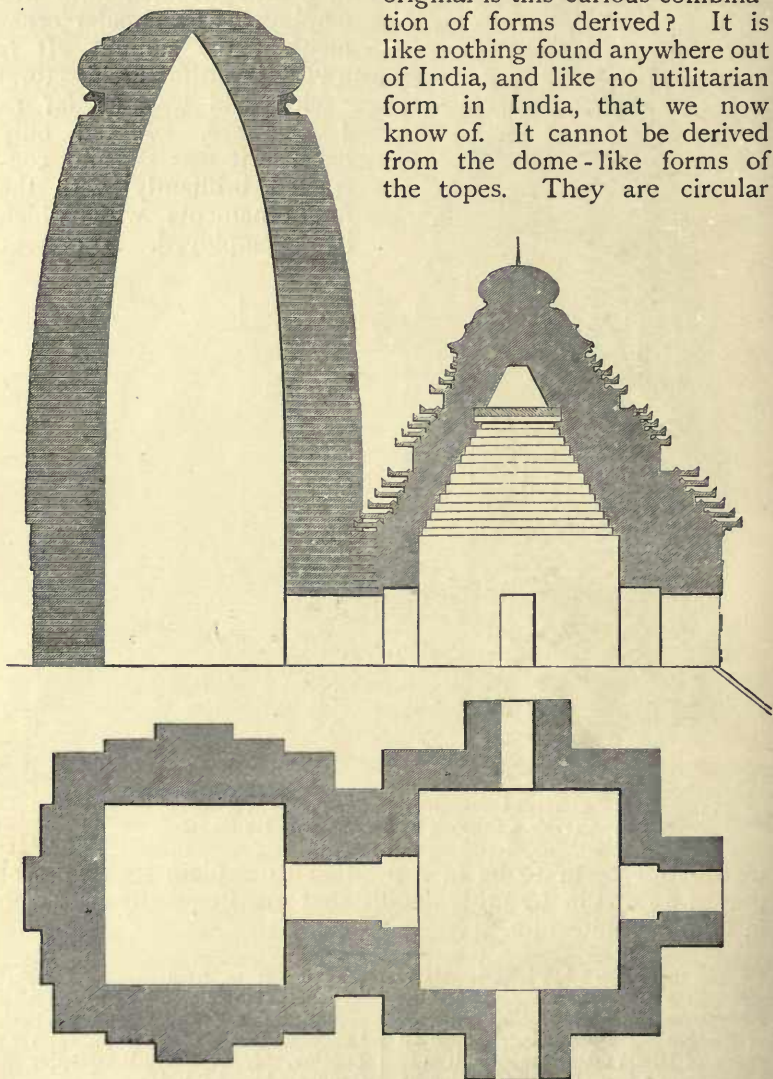 original is this curious combina-
tion of forms derived? It is
like nothing found anywhere out
of India, and like no utilitarian
form in India, that we now
know of. It cannot be derived
from the dome-like forms of
the topes. They are circular